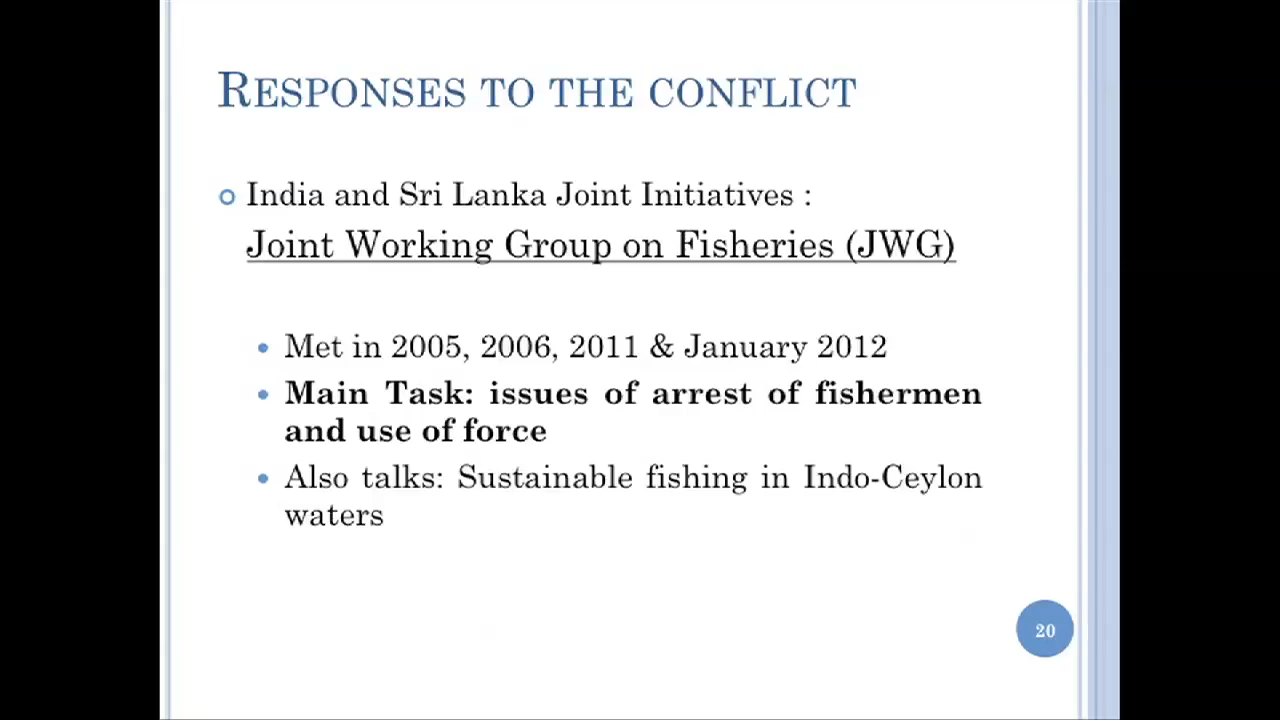 RESPONSES TO THE CONFLICT
India and Sri Lanka Joint Initiatives :
Joint Working Group on Fisheries (JWG)
Met in 2005, 2006, 2011 & January 2012
Main Task: issues of arrest of fishermen
and use of force
Also talks: Sustainable fishing in Indo-Ceylon
waters
20